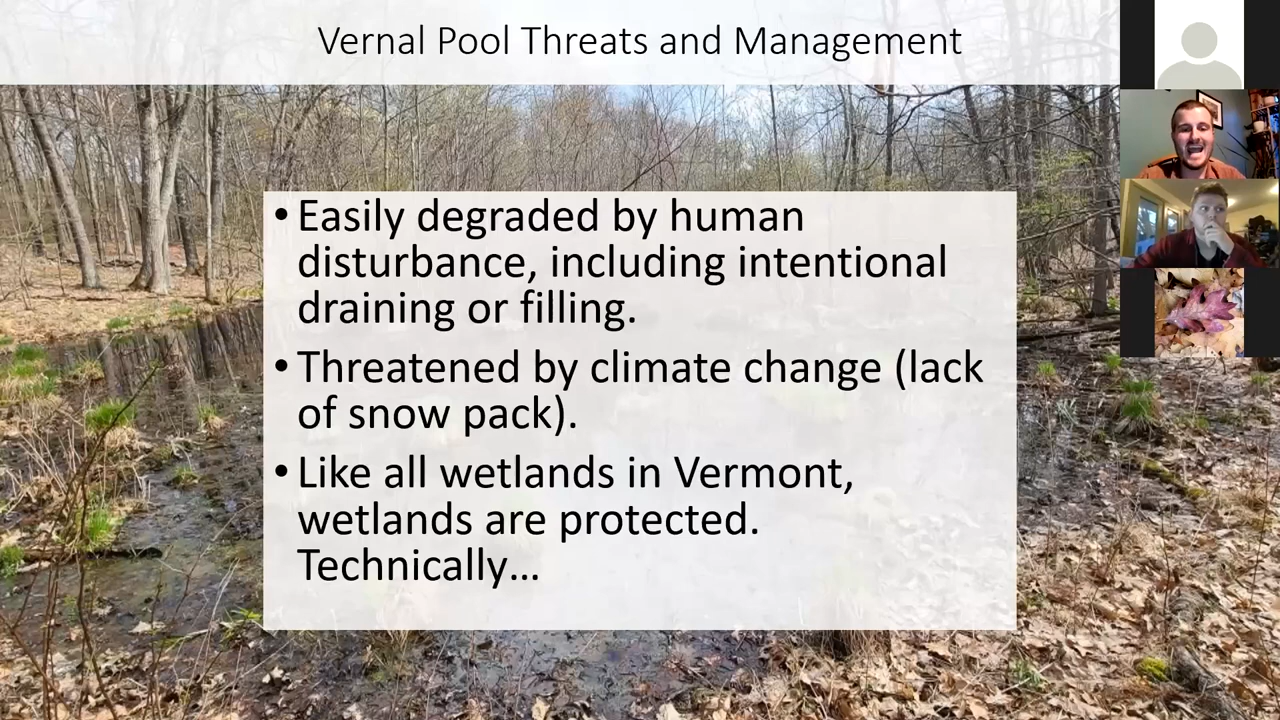 Vernal Pool Threats and Management
• Easily degraded by human
disturbance, including intentional
draining or filling.
• Threatened by climate change (lack
of snow pack).
• Like all wetlands in Vermont,
wetlands are protected.
Technically…